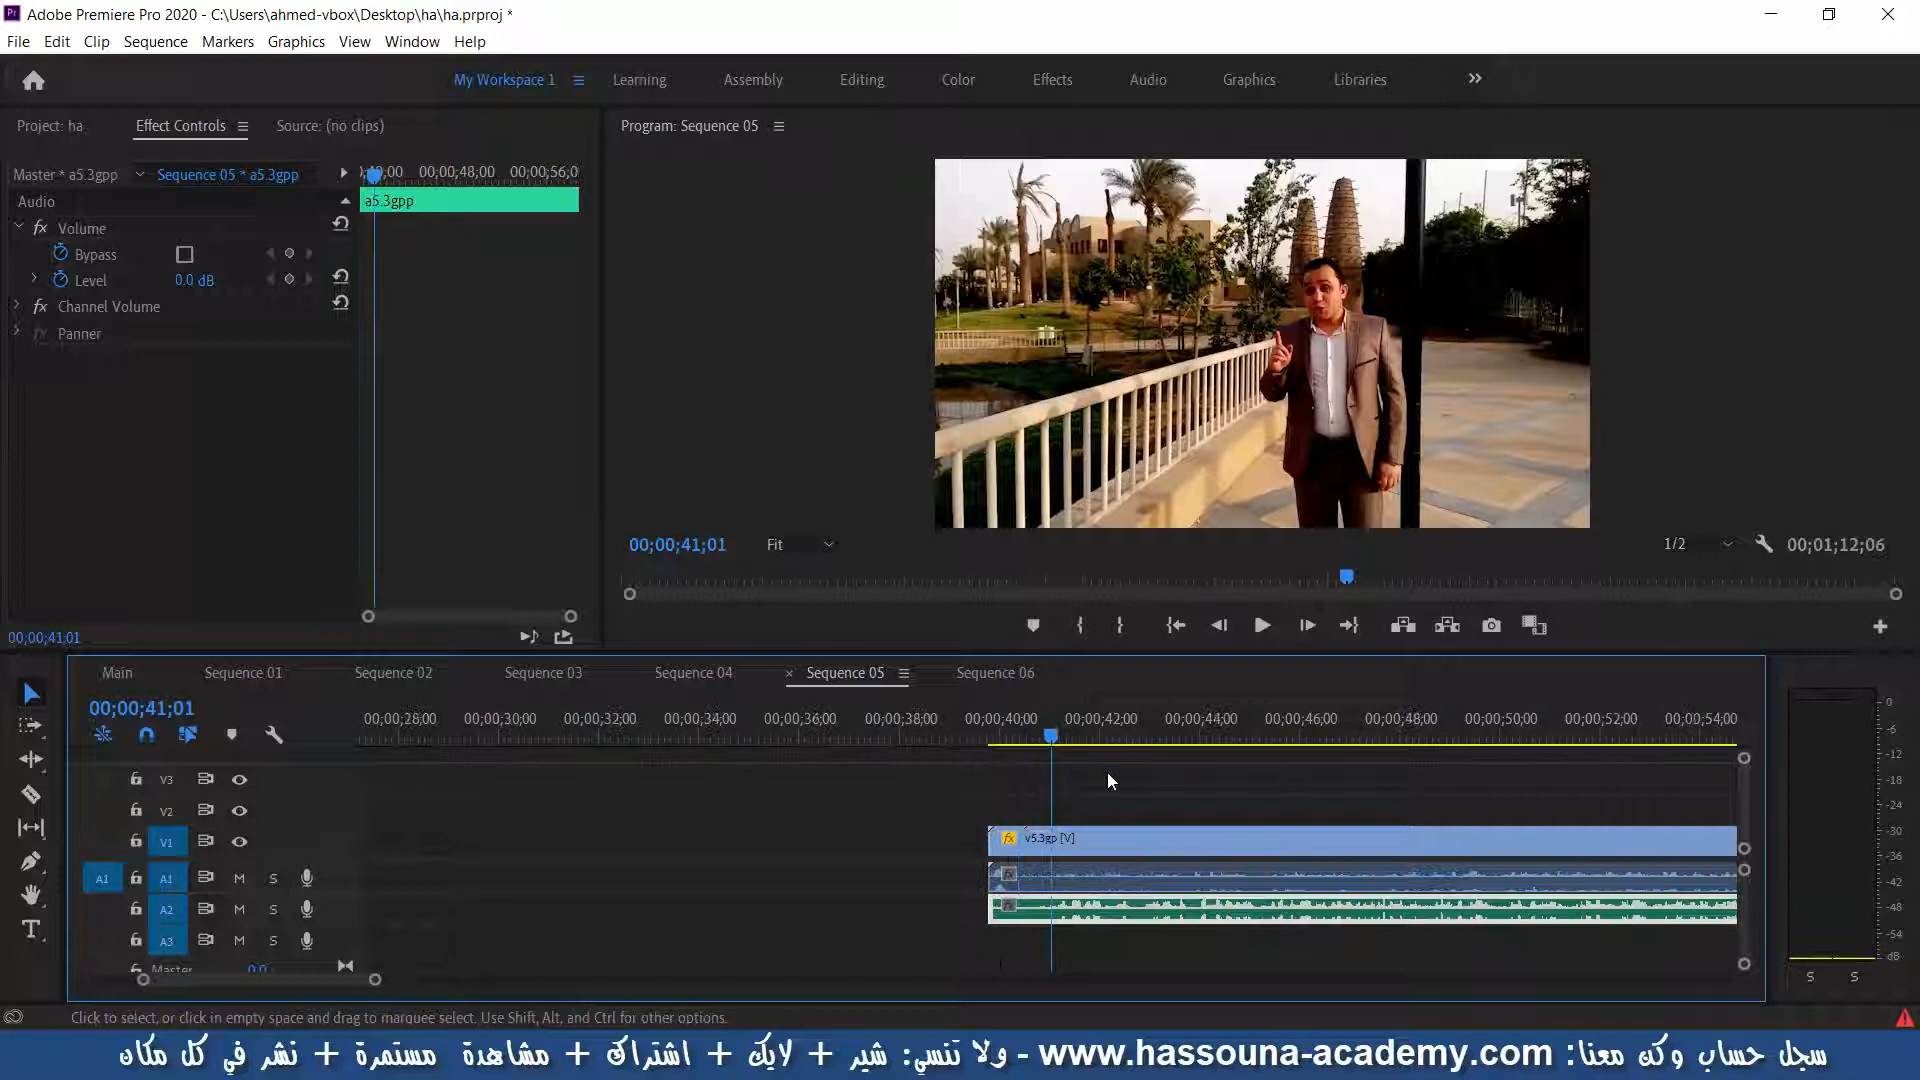 Adobe Premiere Pro 2020 - C:\Users\ahmed-vbox\Desktop\ha\ha.prproj *
File Edit Clip Sequence Markers Graphics View Window Help
My Workspace 1 Learning Assembly Editing Color Effects Audio Graphics Libraries
Project: ha Effect Controls Source: (no clips)
Program: Sequence 05
Master * a5.3gpp Sequence 05 * a5.3gpp
00;00;48;00 00;00;56;0
Audio
a5.3gpp
fx Volume
Bypass
Level 0.0 dB
fx Channel Volume
Panner
00;00;41;01 Fit 1/2 00;01;12;06
00;00;41;01
Main Sequence 01 Sequence 02 Sequence 03 Sequence 04 × Sequence 05 Sequence 06
00;00;41;01
00;00;28;00 00;00;30;00 00;00;32;00 00;00;34;00 00;00;36;00 00;00;38;00 00;00;40;00 00;00;42;00 00;00;44;00 00;00;46;00 00;00;48;00 00;00;50;00 00;00;52;00 00;00;54;00
V3
V2
V1
fx v5.3gp [V]
A1 A1 M S
A2 M S
A3 M S
Master 0.0
0
-6
-12
-18
-24
-30
-36
-42
-48
-54
dB
S S
Click to select, or click in empty space and drag to marquee select. Use Shift, Alt, and Ctrl for other options.
سجل حساب وكن معنا: www.hassouna-academy.com - ولا تنسي: شير + لايك + اشتراك + مشاهدة مستمرة + نشر في كل مكان